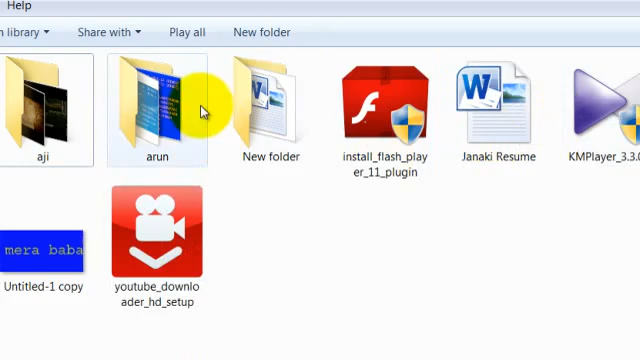 Help
library
Share with
Play all
New folder
aji
arun
New folder
install_flash_play
er_11_plugin
Janaki Resume
KMPlayer_3.3.0
mera baba
Untitled-1 copy
youtube_downlo
ader_hd_setup